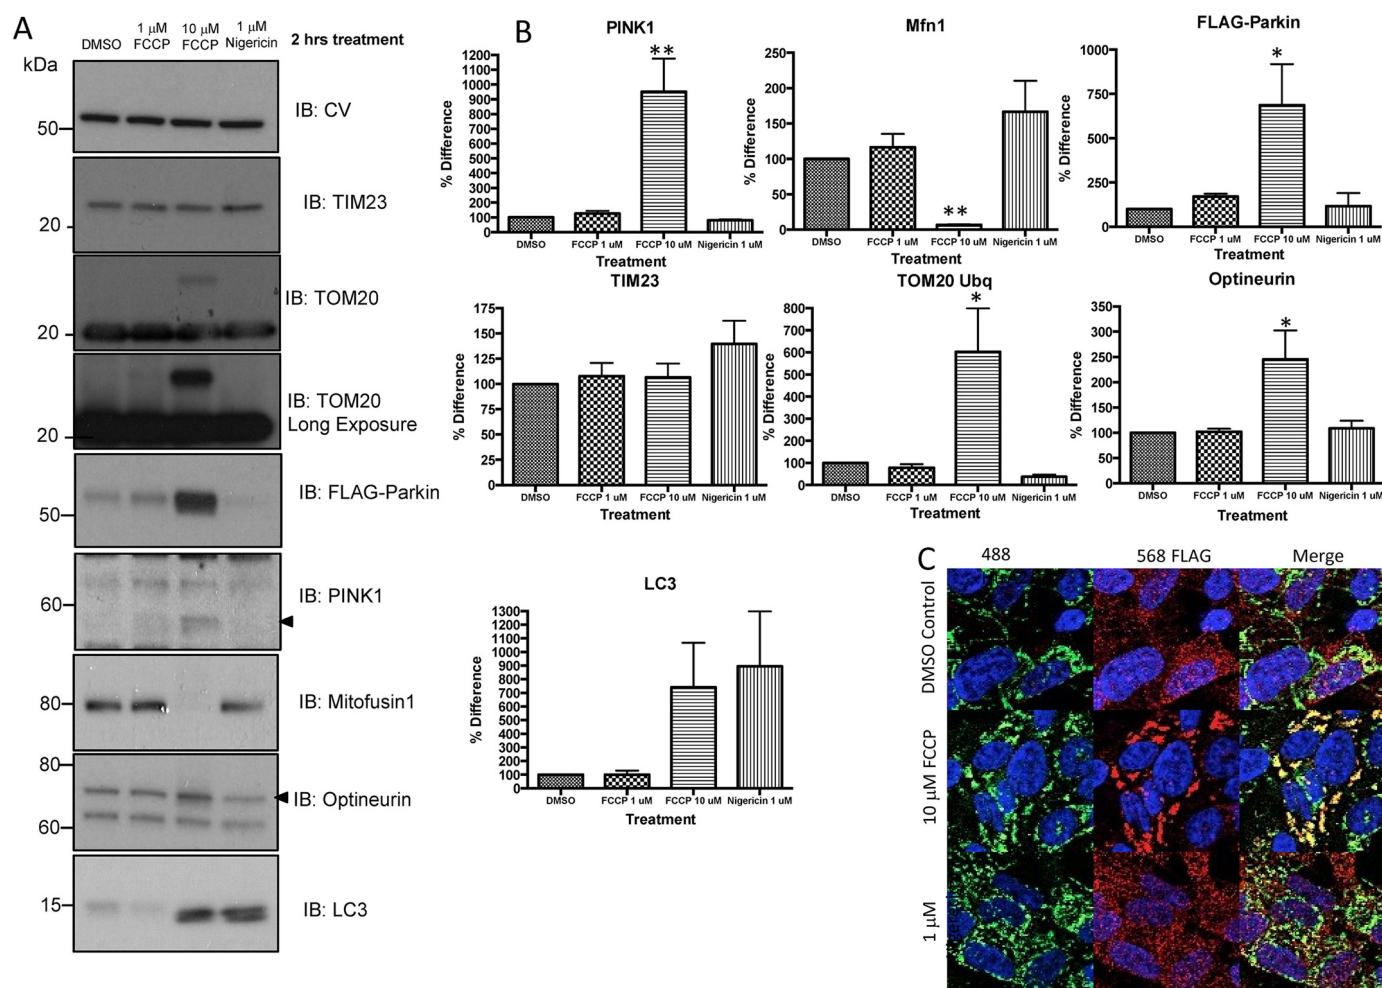 A
DMSO
1 µM
FCCP
10 µM
FCCP
1 µM
Nigericin
2 hrs treatment
kDa
50
IB: CV
20
IB: TIM23
20
IB: TOM20
20
IB: TOM20
Long Exposure
50
IB: FLAG-Parkin
60
IB: PINK1
80
IB: Mitofusin1
80
60
IB: Optineurin
15
IB: LC3
B
PINK1
% Difference
1200
1100
1000
900
800
700
600
500
400
300
200
100
0
**
DMSO
FCCP 1 uM
FCCP 10 uM
Nigericin 1 uM
Treatment
Mfn1
% Difference
250
200
150
100
50
0
**
DMSO
FCCP 1 uM
FCCP 10 uM
Nigericin 1 uM
Treatment
FLAG-Parkin
% Difference
1000
750
500
250
0
*
DMSO
FCCP 1 uM
FCCP 10 uM
Nigericin 1 uM
Treatment
TIM23
% Difference
175
150
125
100
75
50
25
0
DMSO
FCCP 1 uM
FCCP 10 uM
Nigericin 1 uM
Treatment
TOM20 Ubq
% Difference
800
700
600
500
400
300
200
100
0
*
DMSO
FCCP 1 uM
FCCP 10 uM
Nigericin 1 uM
Treatment
Optineurin
% Difference
350
300
250
200
150
100
50
0
*
DMSO
FCCP 1 uM
FCCP 10 uM
Nigericin 1 uM
Treatment
LC3
% Difference
1300
1200
1100
1000
900
800
700
600
500
400
300
200
100
0
DMSO
FCCP 1 uM
FCCP 10 uM
Nigericin 1 uM
Treatment
C
488
568 FLAG
Merge
DMSO Control
10 µM FCCP
1 µM